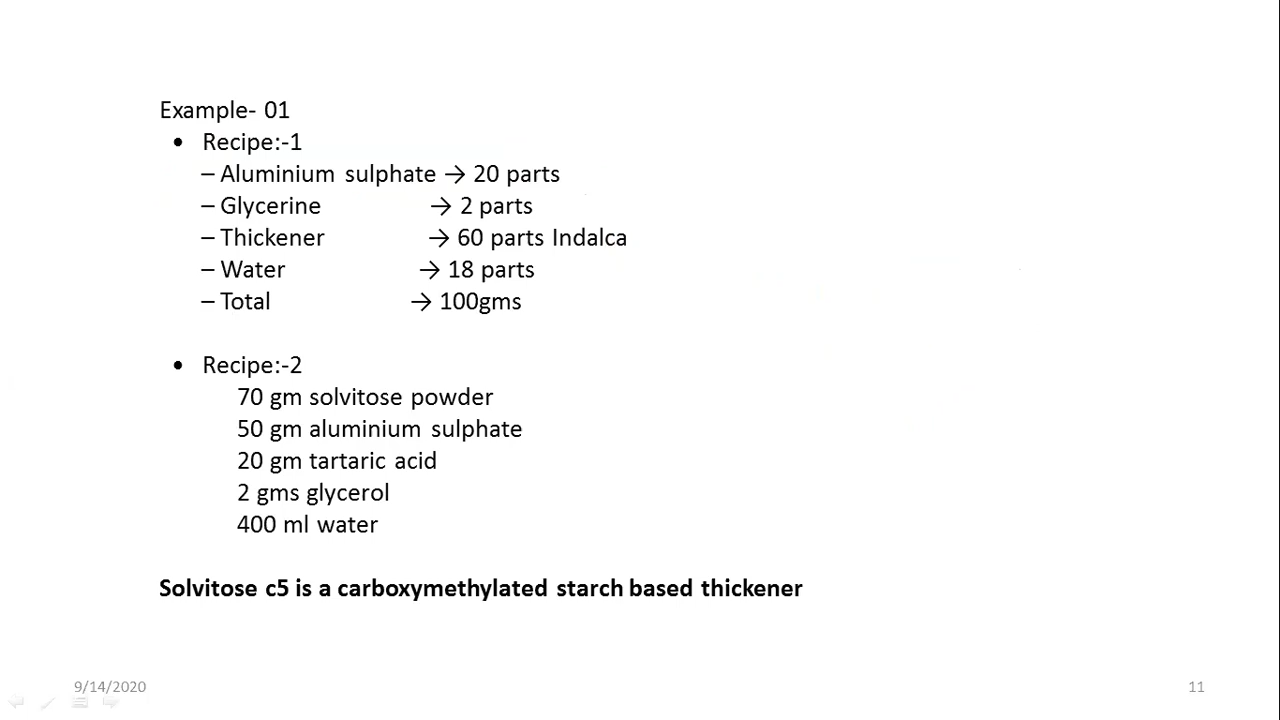 Example- 01
• Recipe:-1
– Aluminium sulphate → 20 parts
– Glycerine → 2 parts
– Thickener → 60 parts Indalca
– Water → 18 parts
– Total → 100gms
• Recipe:-2
70 gm solvitose powder
50 gm aluminium sulphate
20 gm tartaric acid
2 gms glycerol
400 ml water
Solvitose c5 is a carboxymethylated starch based thickener
9/14/2020
11